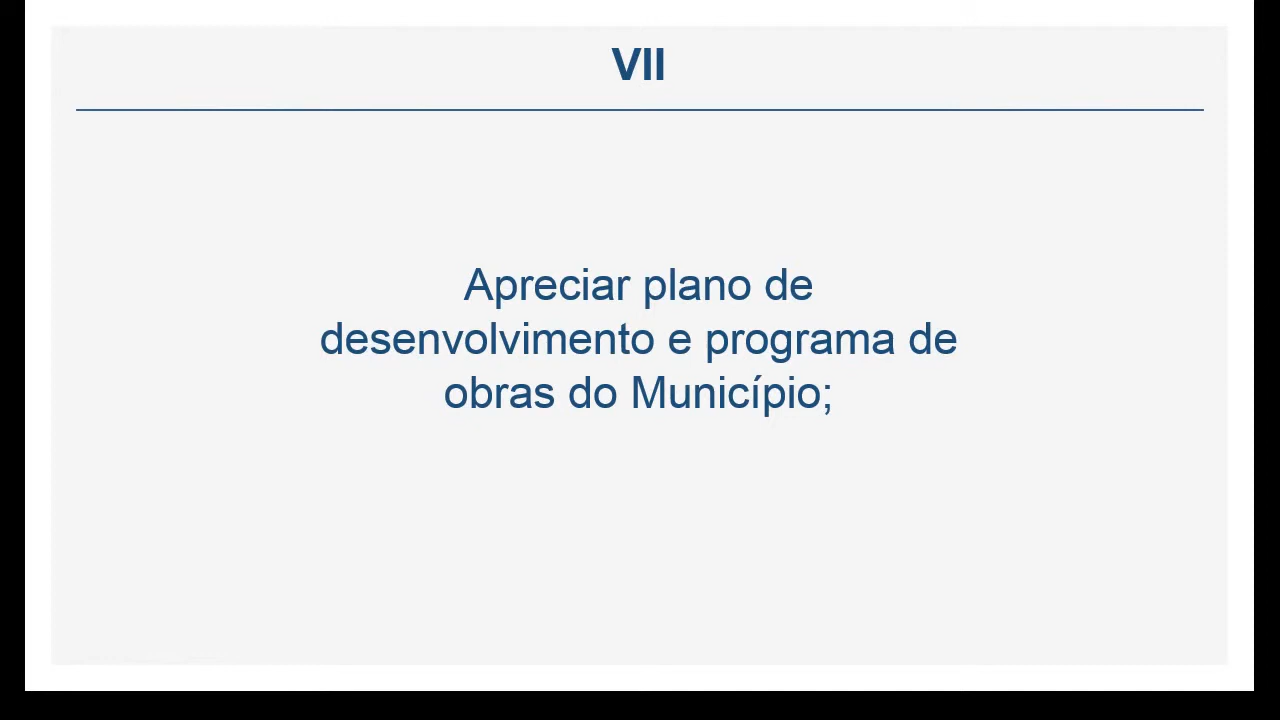 VII
Apreciar plano de
desenvolvimento e programa de
obras do Município;